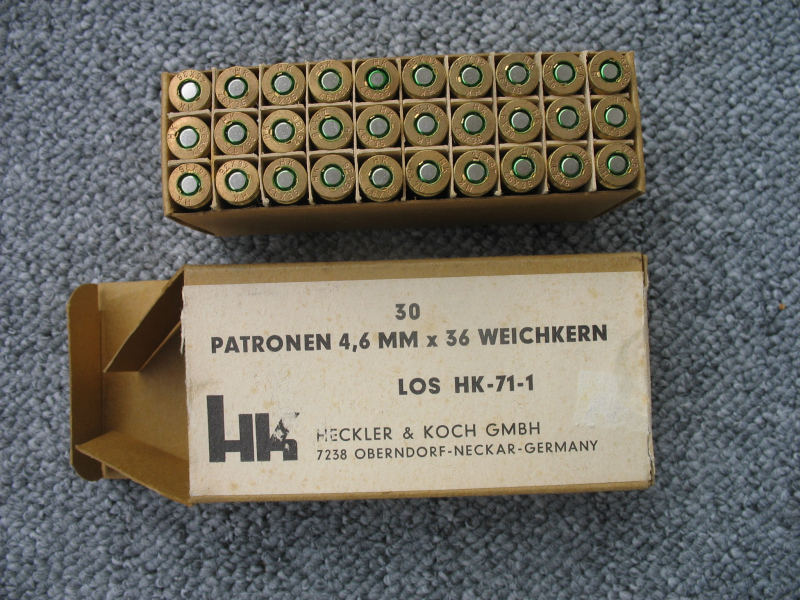 30
PATRONEN 4,6 MM x 36 WEICHKERN
LOS HK-71-1
HK
HECKLER & KOCH GMBH
7238 OBERNDORF-NECKAR-GERMANY